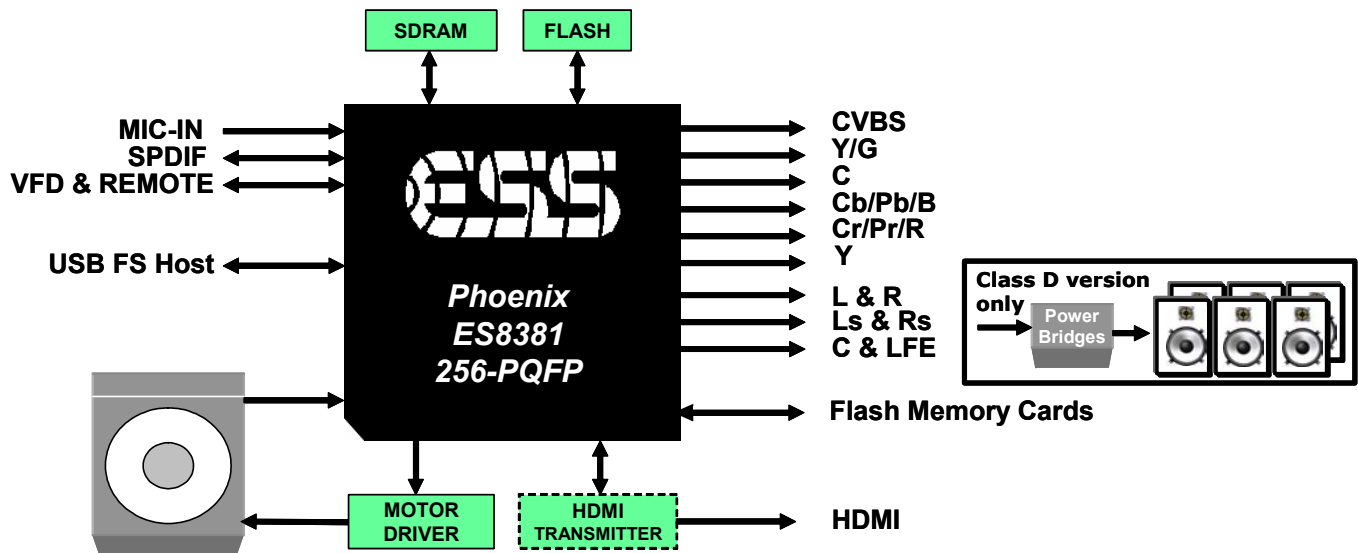 SDRAM
FLASH
MIC-IN
SPDIF
VFD & REMOTE
USB FS Host
ESS
Phoenix
ES8381
256-PQFP
CVBS
Y/G
C
Cb/Pb/B
Cr/Pr/R
Y
L & R
Ls & Rs
C & LFE
Class D version
only
Power
Bridges
Flash Memory Cards
MOTOR
DRIVER
HDMI
TRANSMITTER
HDMI